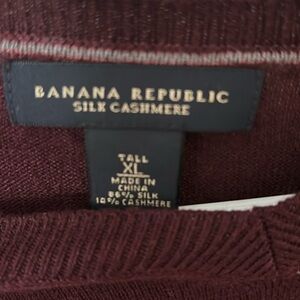 BANANA REPUBLIC
SILK CASHMERE
TALL
XL
MADE IN
CHINA
86% SILK
14% CASHMERE